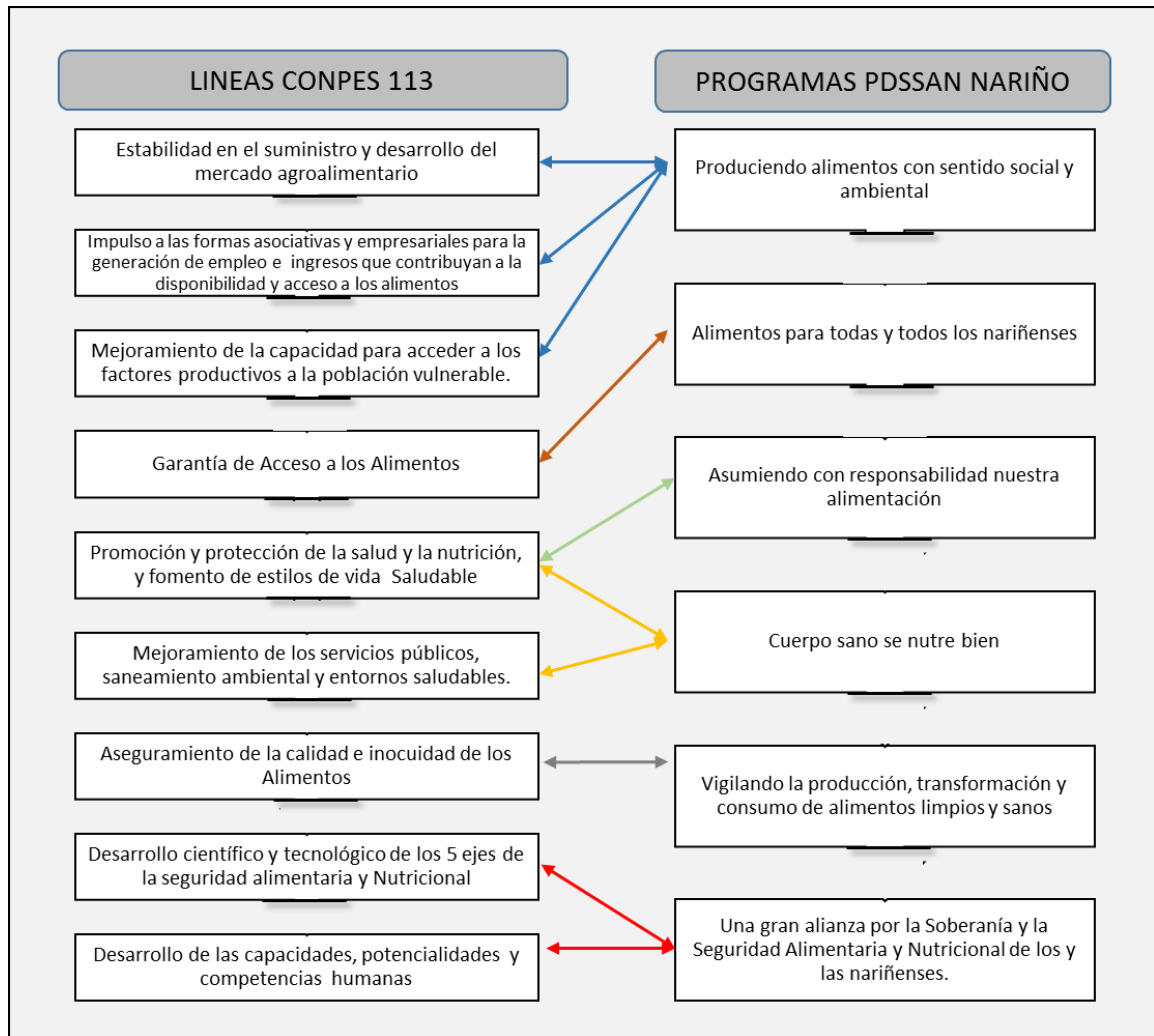 LINEAS CONPES 113
Estabilidad en el suministro y desarrollo del
mercado agroalimentario
Impulso a las formas asociativas y empresariales para la
generación de empleo e ingresos que contribuyan a la
disponibilidad y acceso a los alimentos
Mejoramiento de la capacidad para acceder a los
factores productivos a la población vulnerable.
Garantía de Acceso a los Alimentos
Promoción y protección de la salud y la nutrición,
y fomento de estilos de vida Saludable
Mejoramiento de los servicios públicos,
saneamiento ambiental y entornos saludables.
Aseguramiento de la calidad e inocuidad de los
Alimentos
Desarrollo científico y tecnológico de los 5 ejes de
la seguridad alimentaria y Nutricional
Desarrollo de las capacidades, potencialidades y
competencias humanas
PROGRAMAS PDSSAN NARIÑO
Produciendo alimentos con sentido social y
ambiental
Alimentos para todas y todos los nariñenses
Asumiendo con responsabilidad nuestra
alimentación
Cuerpo sano se nutre bien
Vigilando la producción, transformación y
consumo de alimentos limpios y sanos
Una gran alianza por la Soberanía y la
Seguridad Alimentaria y Nutricional de los y
las nariñenses.